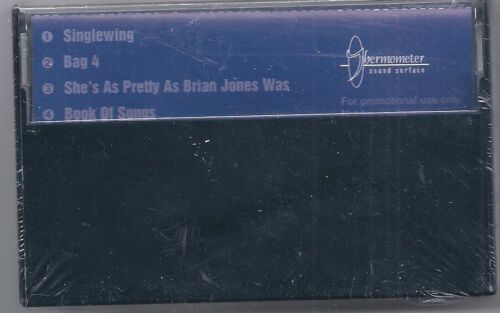 1 Singlewing
2 Bag 4
3 She's As Pretty As Brian Jones Was
4 Book Of Songs
Thermometer
sound surface
For promotional use only